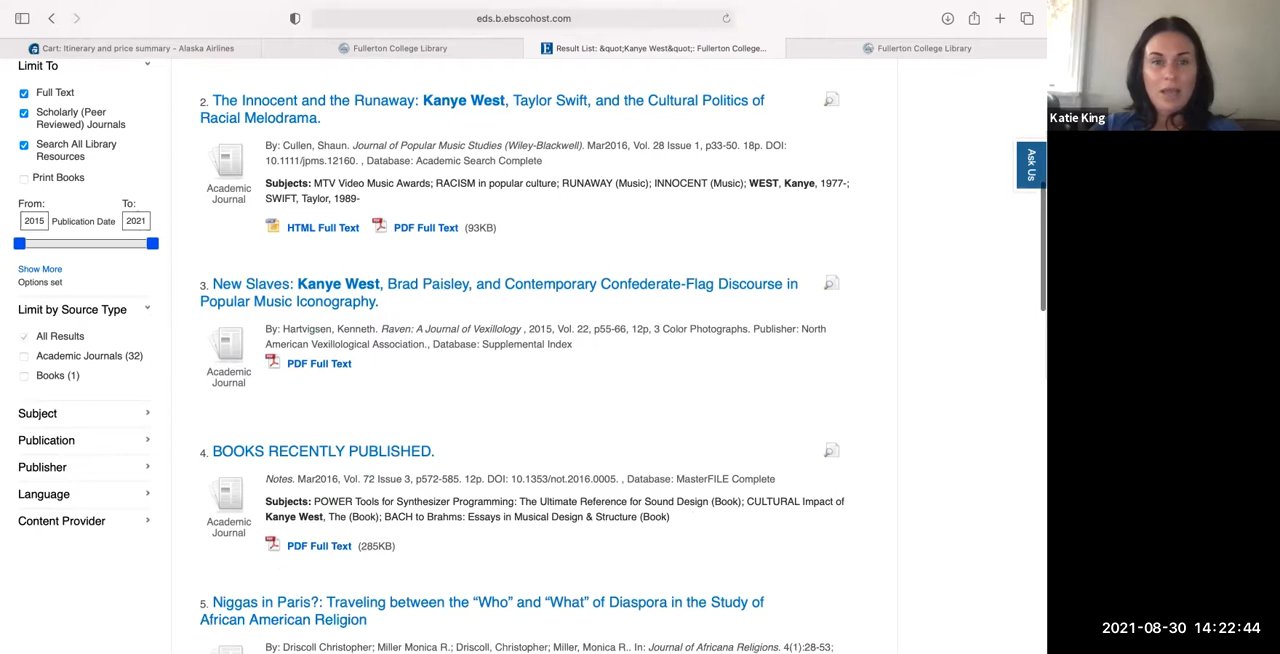 eds.b.ebscohost.com
Cart: Itinerary and price summary - Alaska Airlines
Fullerton College Library
Result List: &quot;Kanye West&quot;: Fullerton College...
Fullerton College Library
Limit To
Full Text
Scholarly (Peer
Reviewed) Journals
Search All Library
Resources
Print Books
From:
To:
2015
Publication Date
2021
Show More
Options set
Limit by Source Type
All Results
Academic Journals (32)
Books (1)
Subject
Publication
Publisher
Language
Content Provider
2. The Innocent and the Runaway: Kanye West, Taylor Swift, and the Cultural Politics of
Racial Melodrama.
Academic
Journal
By: Cullen, Shaun. Journal of Popular Music Studies (Wiley-Blackwell). Mar2016, Vol. 28 Issue 1, p33-50. 18p. DOI:
10.1111/jpms.12160. , Database: Academic Search Complete
Subjects: MTV Video Music Awards; RACISM in popular culture; RUNAWAY (Music); INNOCENT (Music); WEST, Kanye, 1977-;
SWIFT, Taylor, 1989-
HTML Full Text
PDF Full Text (93KB)
3. New Slaves: Kanye West, Brad Paisley, and Contemporary Confederate-Flag Discourse in
Popular Music Iconography.
Academic
Journal
By: Hartvigsen, Kenneth. Raven: A Journal of Vexillology , 2015, Vol. 22, p55-66, 12p, 3 Color Photographs. Publisher: North
American Vexillological Association., Database: Supplemental Index
PDF Full Text
4. BOOKS RECENTLY PUBLISHED.
Academic
Journal
Notes. Mar2016, Vol. 72 Issue 3, p572-585. 12p. DOI: 10.1353/not.2016.0005. , Database: MasterFILE Complete
Subjects: POWER Tools for Synthesizer Programming: The Ultimate Reference for Sound Design (Book); CULTURAL Impact of
Kanye West, The (Book); BACH to Brahms: Essays in Musical Design & Structure (Book)
PDF Full Text (285KB)
5. Niggas in Paris?: Traveling between the “Who” and “What” of Diaspora in the Study of
African American Religion
By: Driscoll Christopher; Miller Monica R.; Driscoll, Christopher; Miller, Monica R.. In: Journal of Africana Religions. 4(1):28-53;
Ask Us
Katie King
2021-08-30 14:22:44